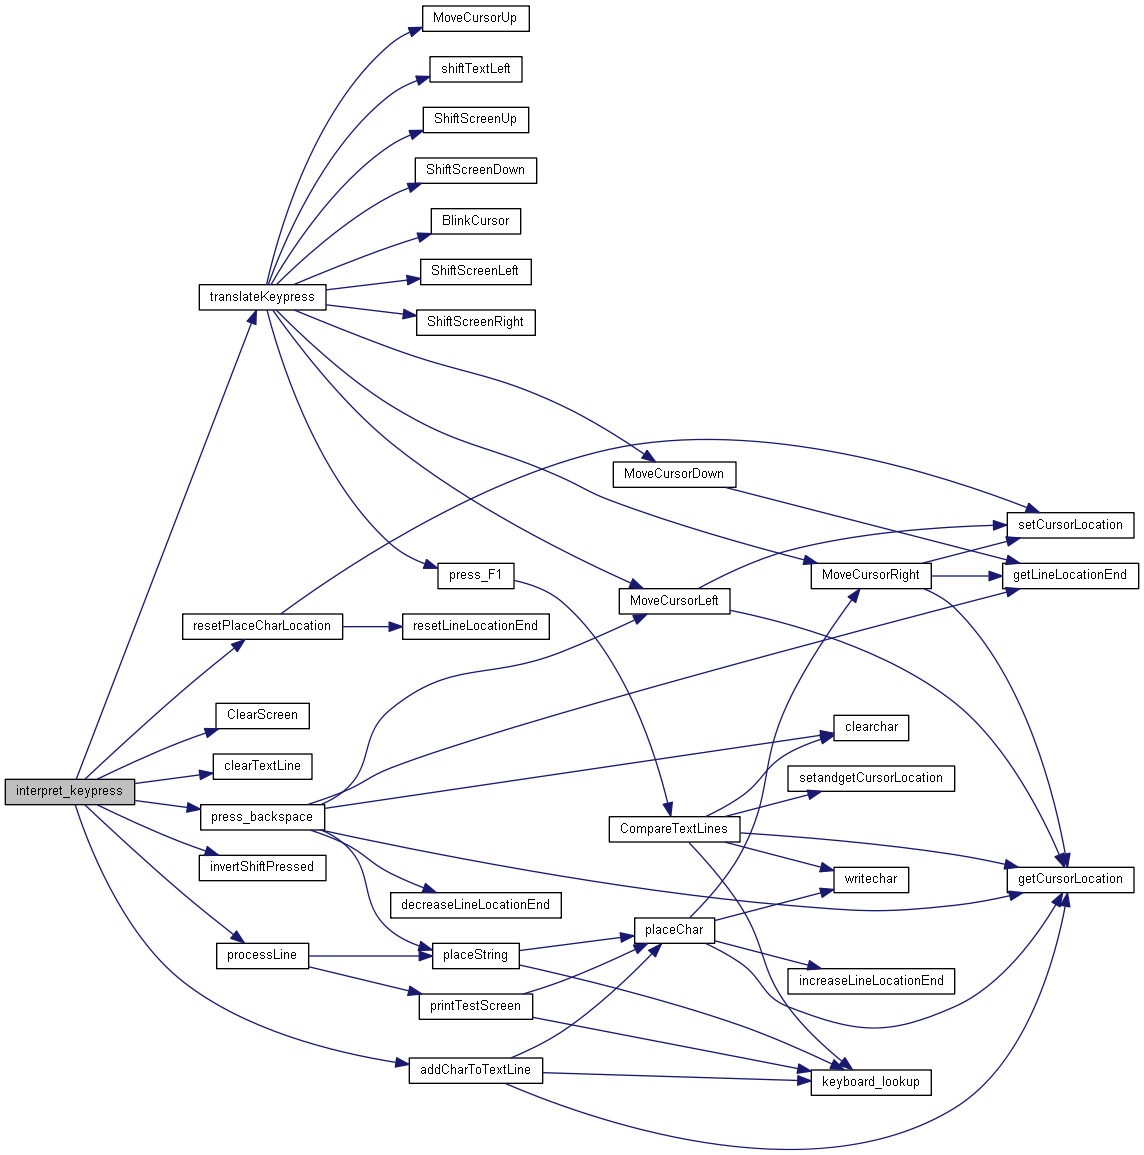 MoveCursorUp
shiftTextLeft
ShiftScreenUp
ShiftScreenDown
BlinkCursor
ShiftScreenLeft
translateKeypress
ShiftScreenRight
MoveCursorDown
setCursorLocation
press_F1
MoveCursorRight
getLineLocationEnd
MoveCursorLeft
resetPlaceCharLocation
resetLineLocationEnd
ClearScreen
clearchar
clearTextLine
setandgetCursorLocation
interpret_keypress
press_backspace
CompareTextLines
invertShiftPressed
writechar
getCursorLocation
decreaseLineLocationEnd
placeChar
processLine
placeString
increaseLineLocationEnd
printTestScreen
addCharToTextLine
keyboard_lookup